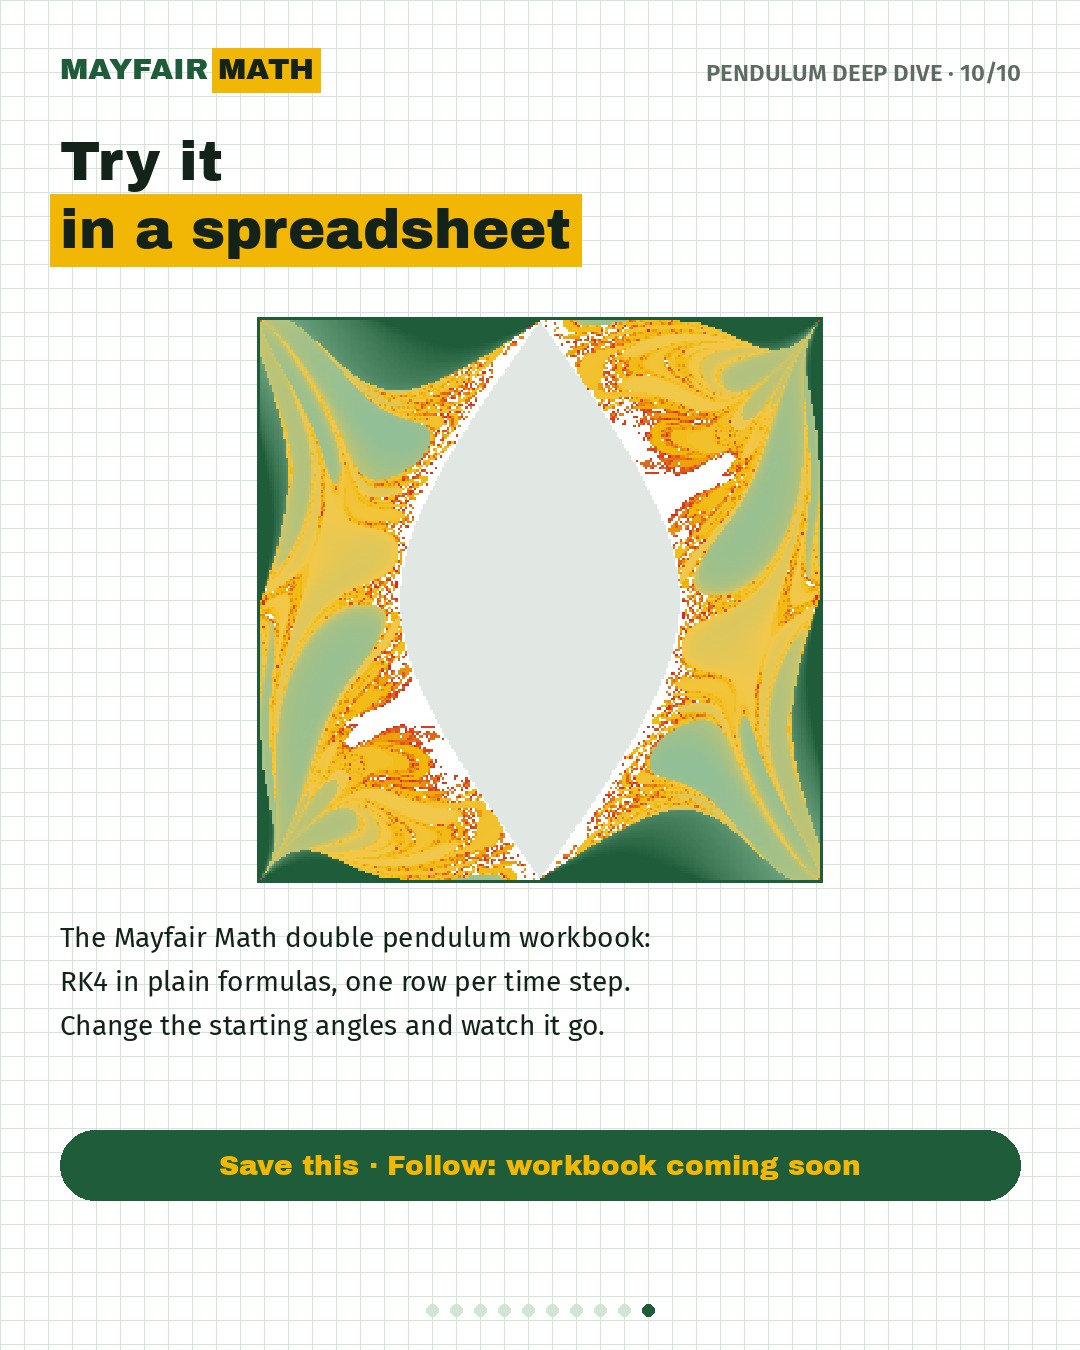 MAYFAIR MATH
PENDULUM DEEP DIVE · 10/10
Try it
in a spreadsheet
The Mayfair Math double pendulum workbook:
RK4 in plain formulas, one row per time step.
Change the starting angles and watch it go.
Save this · Follow: workbook coming soon